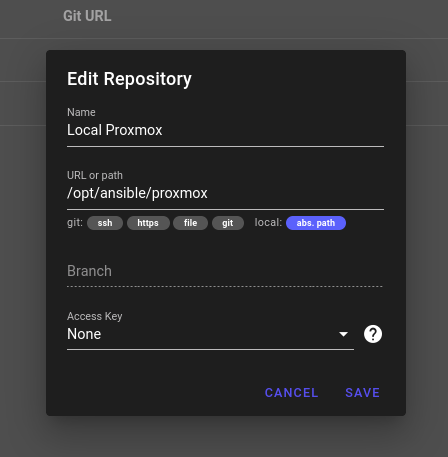 Git URL
Edit Repository
Name
Local Proxmox
URL or path
/opt/ansible/proxmox
git: ssh https file git local: abs. path
Branch
Access Key
None
?
CANCEL SAVE